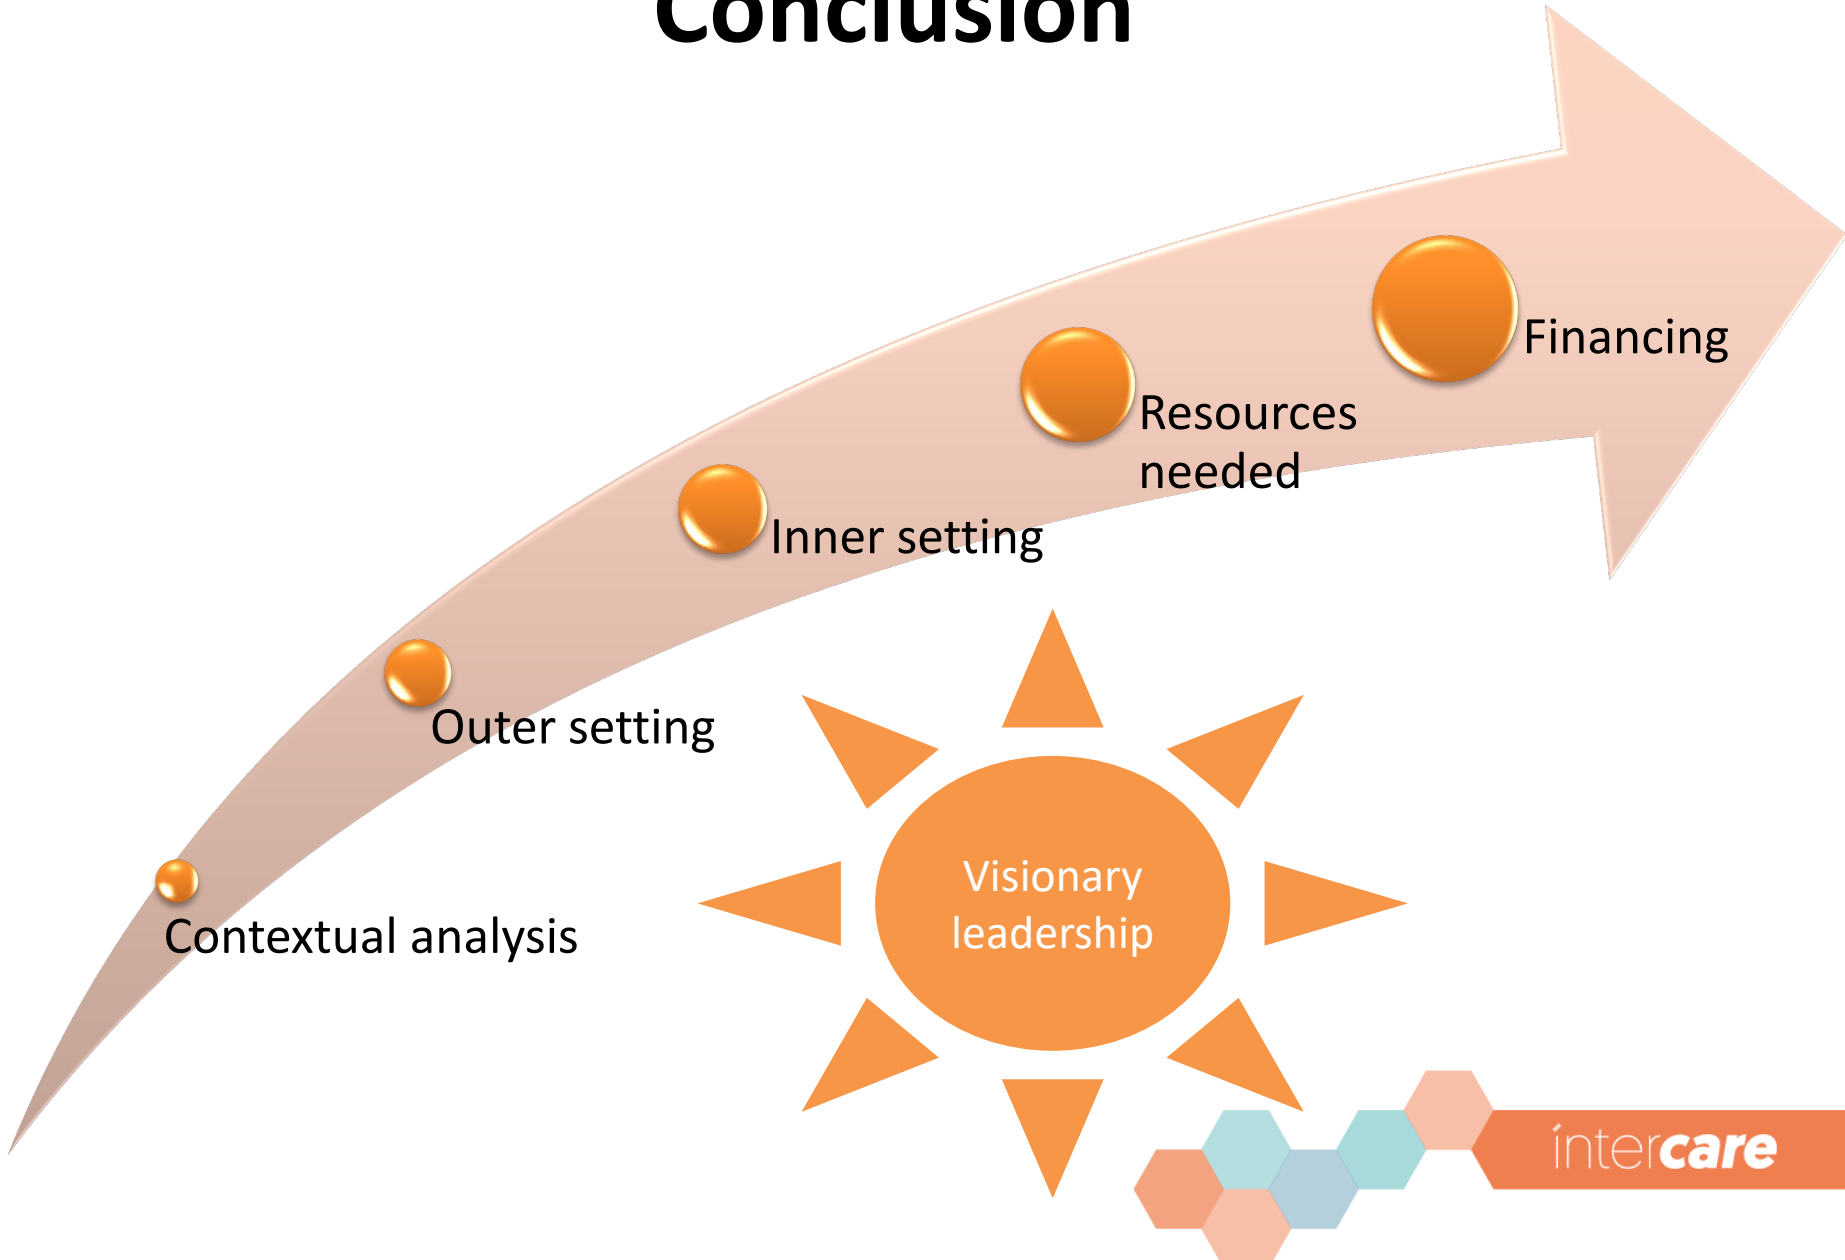 Conclusion
Financing
Resources
needed
Inner setting
Outer setting
Contextual analysis
Visionary
leadership
intercare